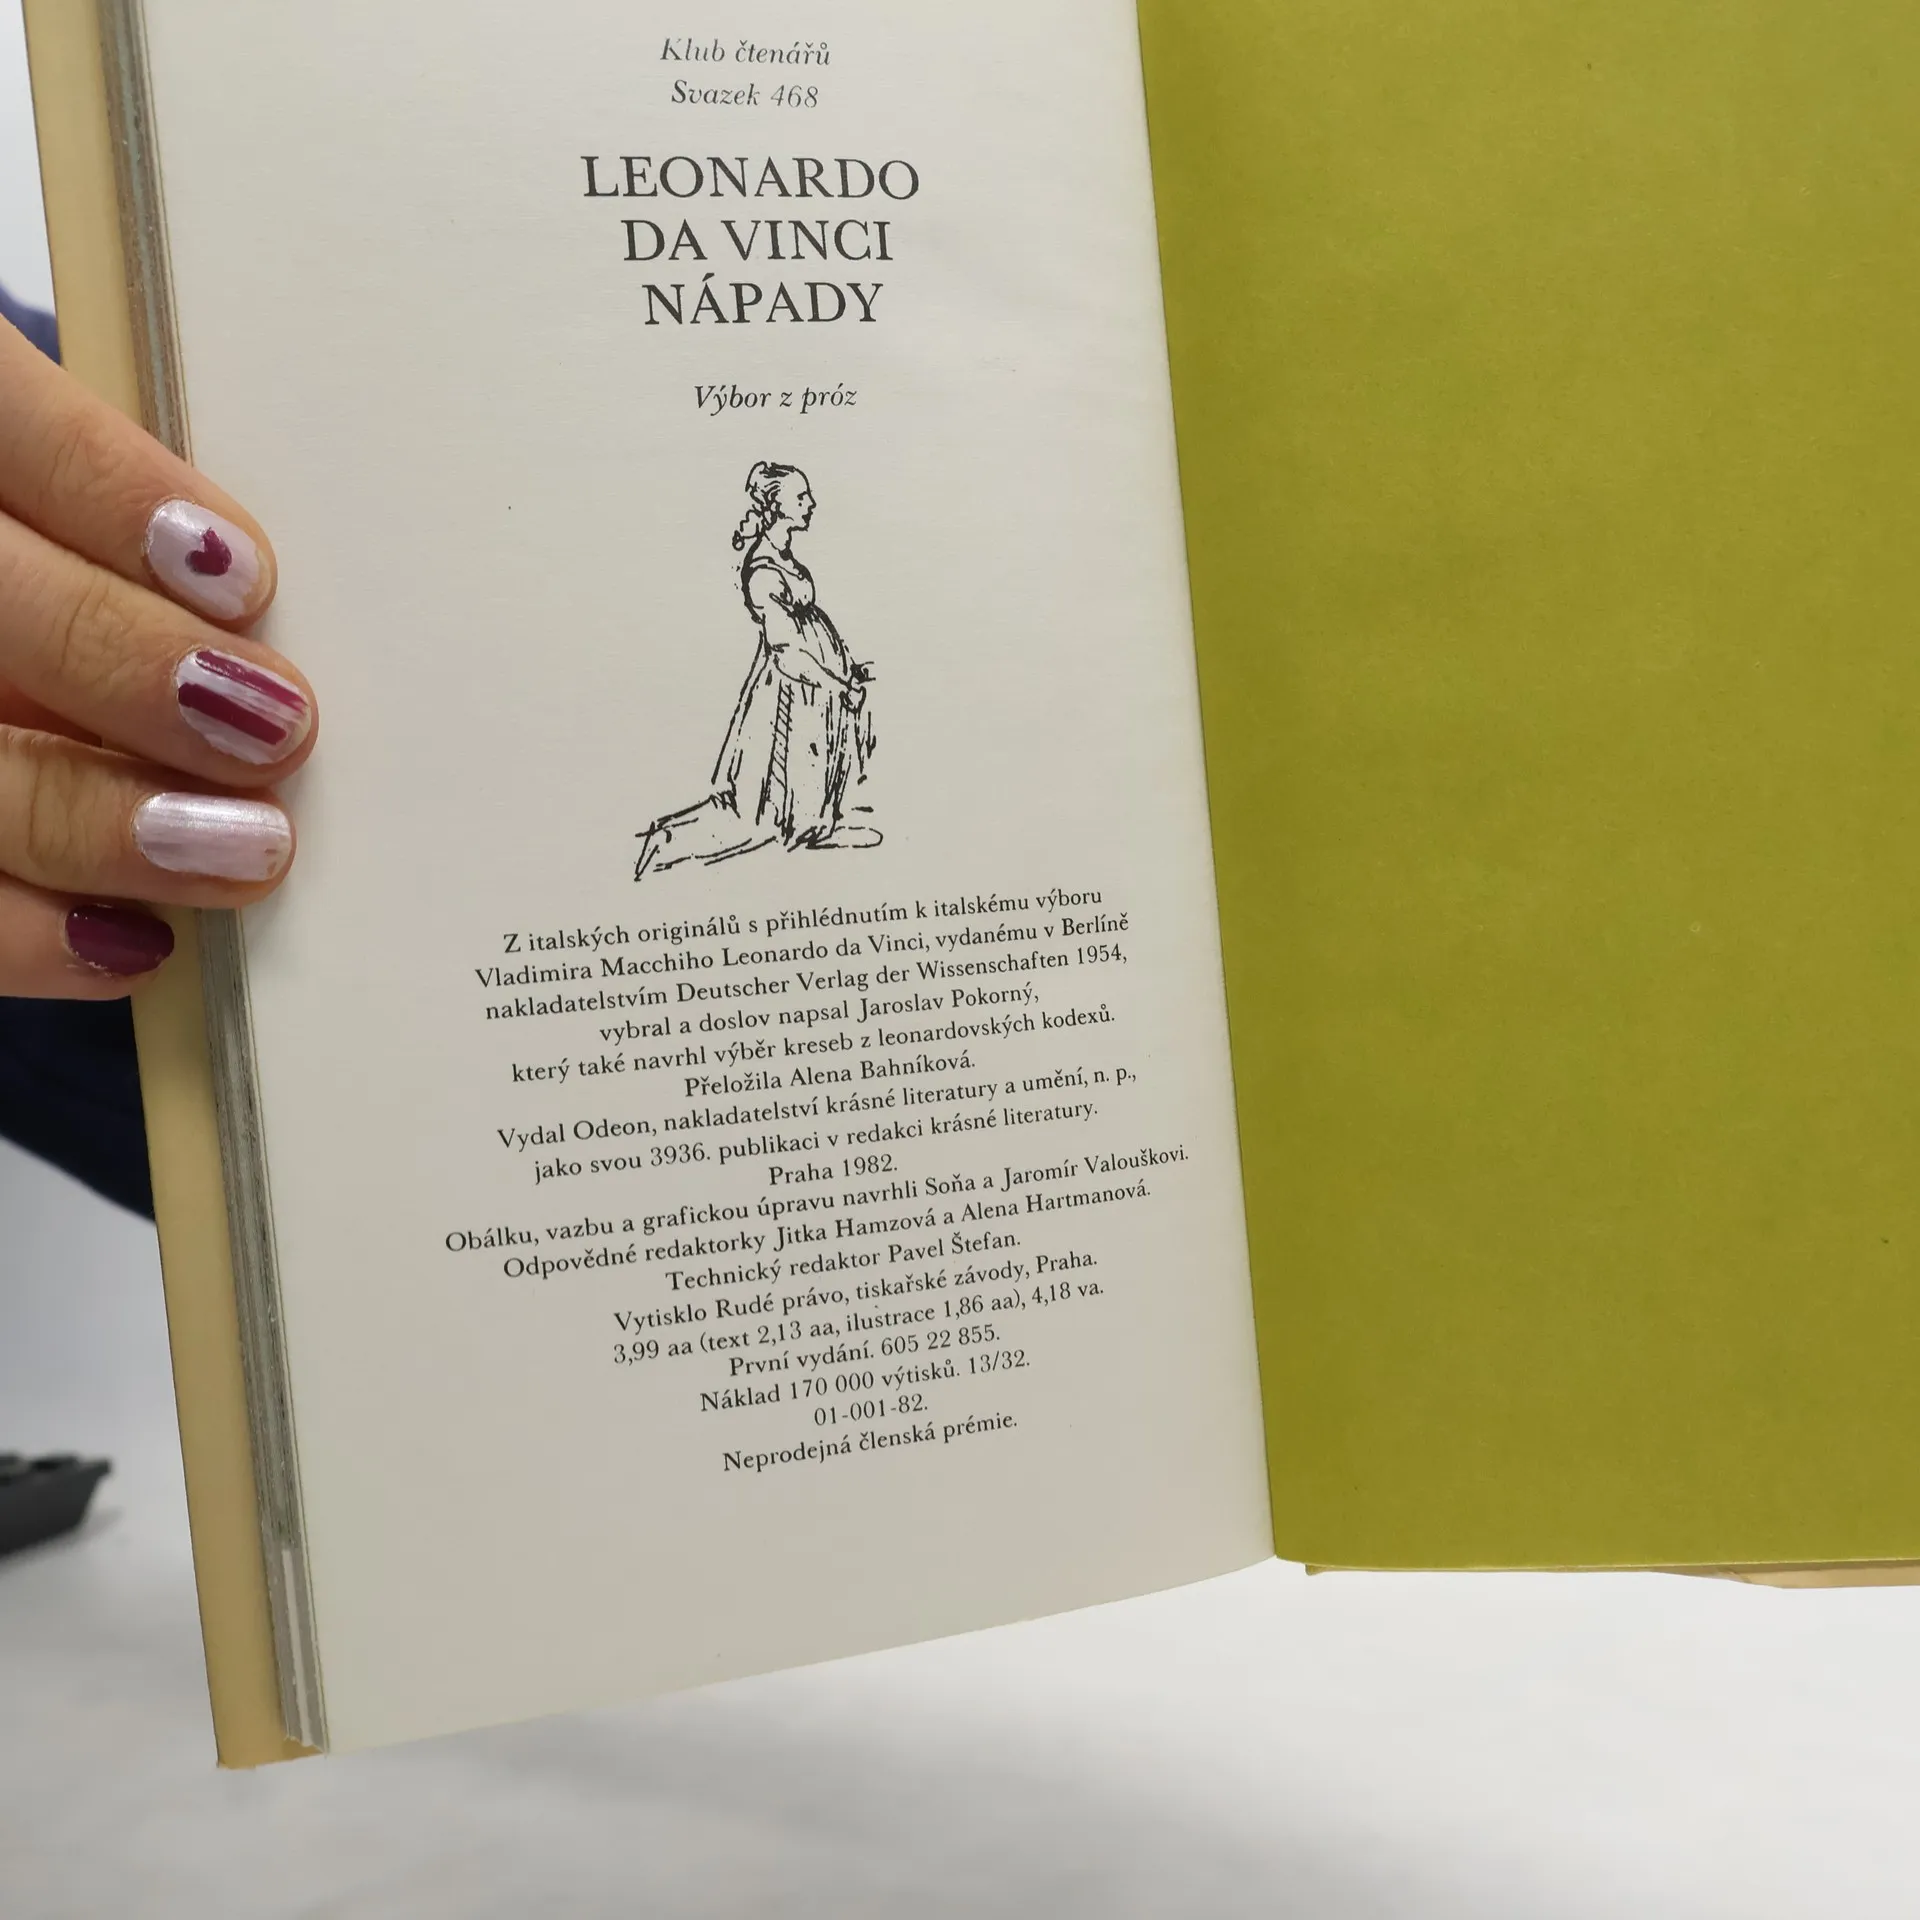 Klub čtenářů
Svazek 468
LEONARDO
DA VINCI
NÁPADY
Výbor z próz
Z italských originálů s přihlédnutím k italskému výboru
Vladimira Macchiho Leonardo da Vinci, vydanému v Berlíně
nakladatelstvím Deutscher Verlag der Wissenschaften 1954,
vybral a doslov napsal Jaroslav Pokorný,
který také navrhl výběr kreseb z leonardovských kodexů.
Přeložila Alena Bahníková.
Vydal Odeon, nakladatelství krásné literatury a umění, n. p.,
jako svou 3936. publikaci v redakci krásné literatury.
Praha 1982.
Obálku, vazbu a grafickou úpravu navrhli Soňa a Jaromír Valouškovi.
Odpovědné redaktorky Jitka Hamzová a Alena Hartmanová.
Technický redaktor Pavel Štefan.
Vytisklo Rudé právo, tiskařské závody, Praha.
3,99 aa (text 2,13 aa, ilustrace 1,86 aa), 4,18 va.
První vydání. 605 22 855.
Náklad 170 000 výtisků. 13/32.
01-001-82.
Neprodejná členská prémie.